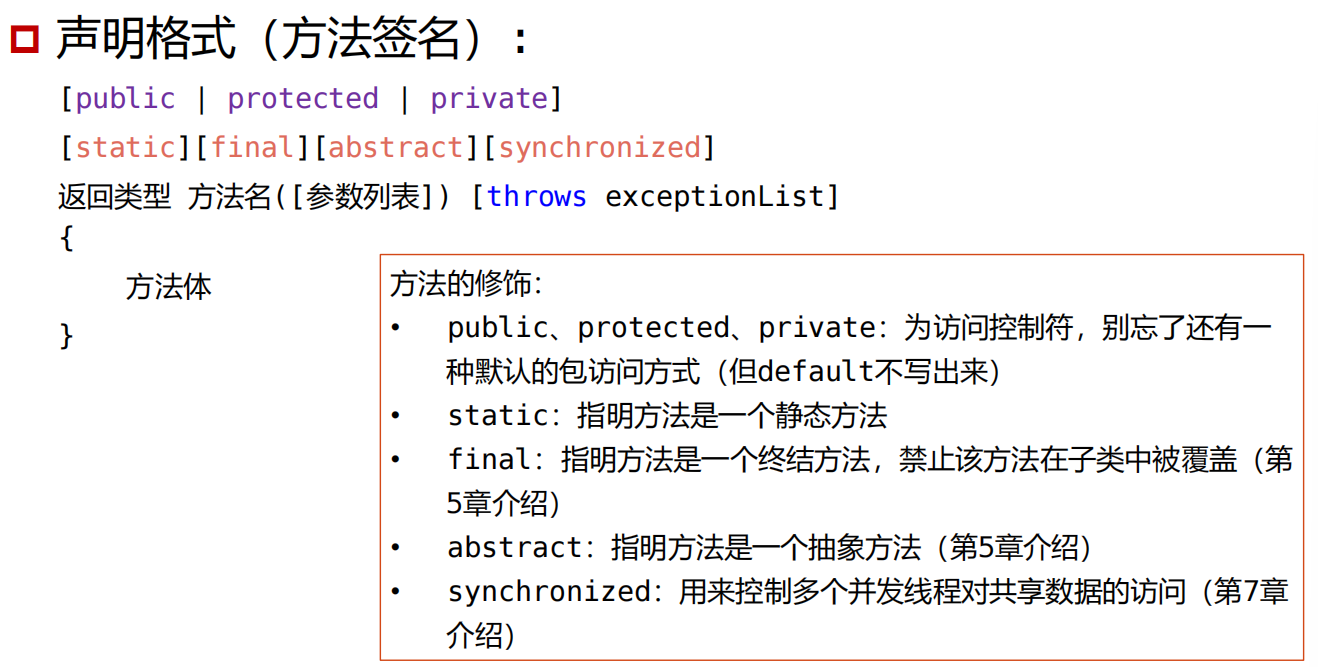 声明格式（方法签名）:
[public | protected | private]
[static][final][abstract][synchronized]
返回类型 方法名([参数列表]) [throws exceptionList]
{
方法体
}
方法的修饰：
• public、protected、private：为访问控制符，别忘了还有一
种默认的包访问方式（但default不写出来）
• static：指明方法是一个静态方法
• final：指明方法是一个终结方法，禁止该方法在子类中被覆盖（第
5章介绍）
• abstract：指明方法是一个抽象方法（第5章介绍）
• synchronized：用来控制多个并发线程对共享数据的访问（第7章
介绍）